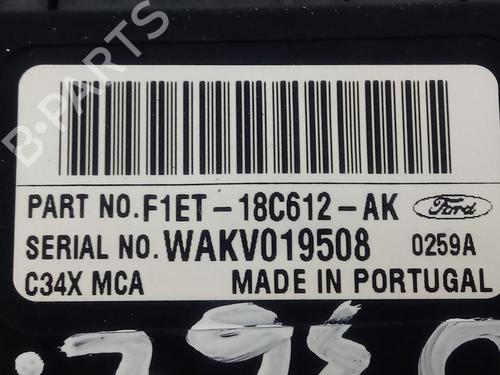 B-PARTS
PART NO. F1ET-18C612-AK Ford
SERIAL NO. WAKV019508 0259A
C34X MCA MADE IN PORTUGAL